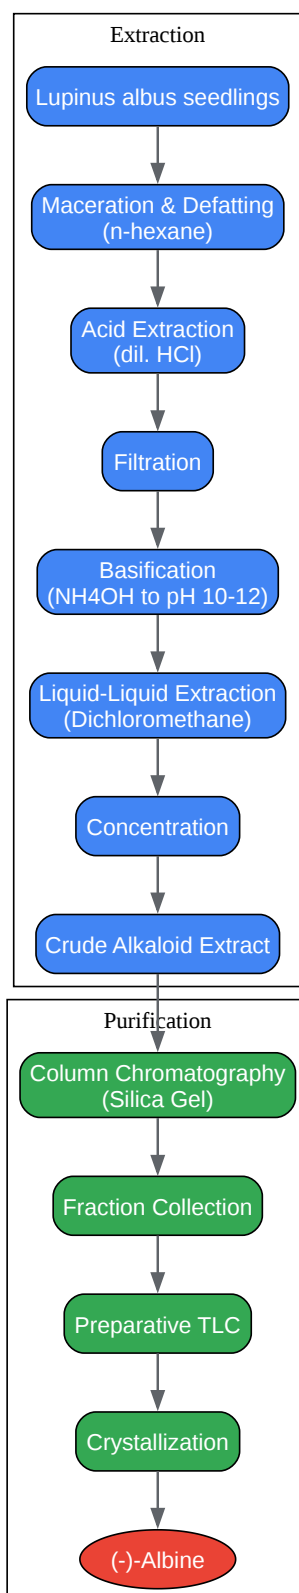 Extraction
Lupinus albus seedlings
Maceration & Defatting
(n-hexane)
Acid Extraction
(dil. HCl)
Filtration
Basification
(NH4OH to pH 10-12)
Liquid-Liquid Extraction
(Dichloromethane)
Concentration
Crude Alkaloid Extract
Purification
Column Chromatography
(Silica Gel)
Fraction Collection
Preparative TLC
Crystallization
(-)-Albine